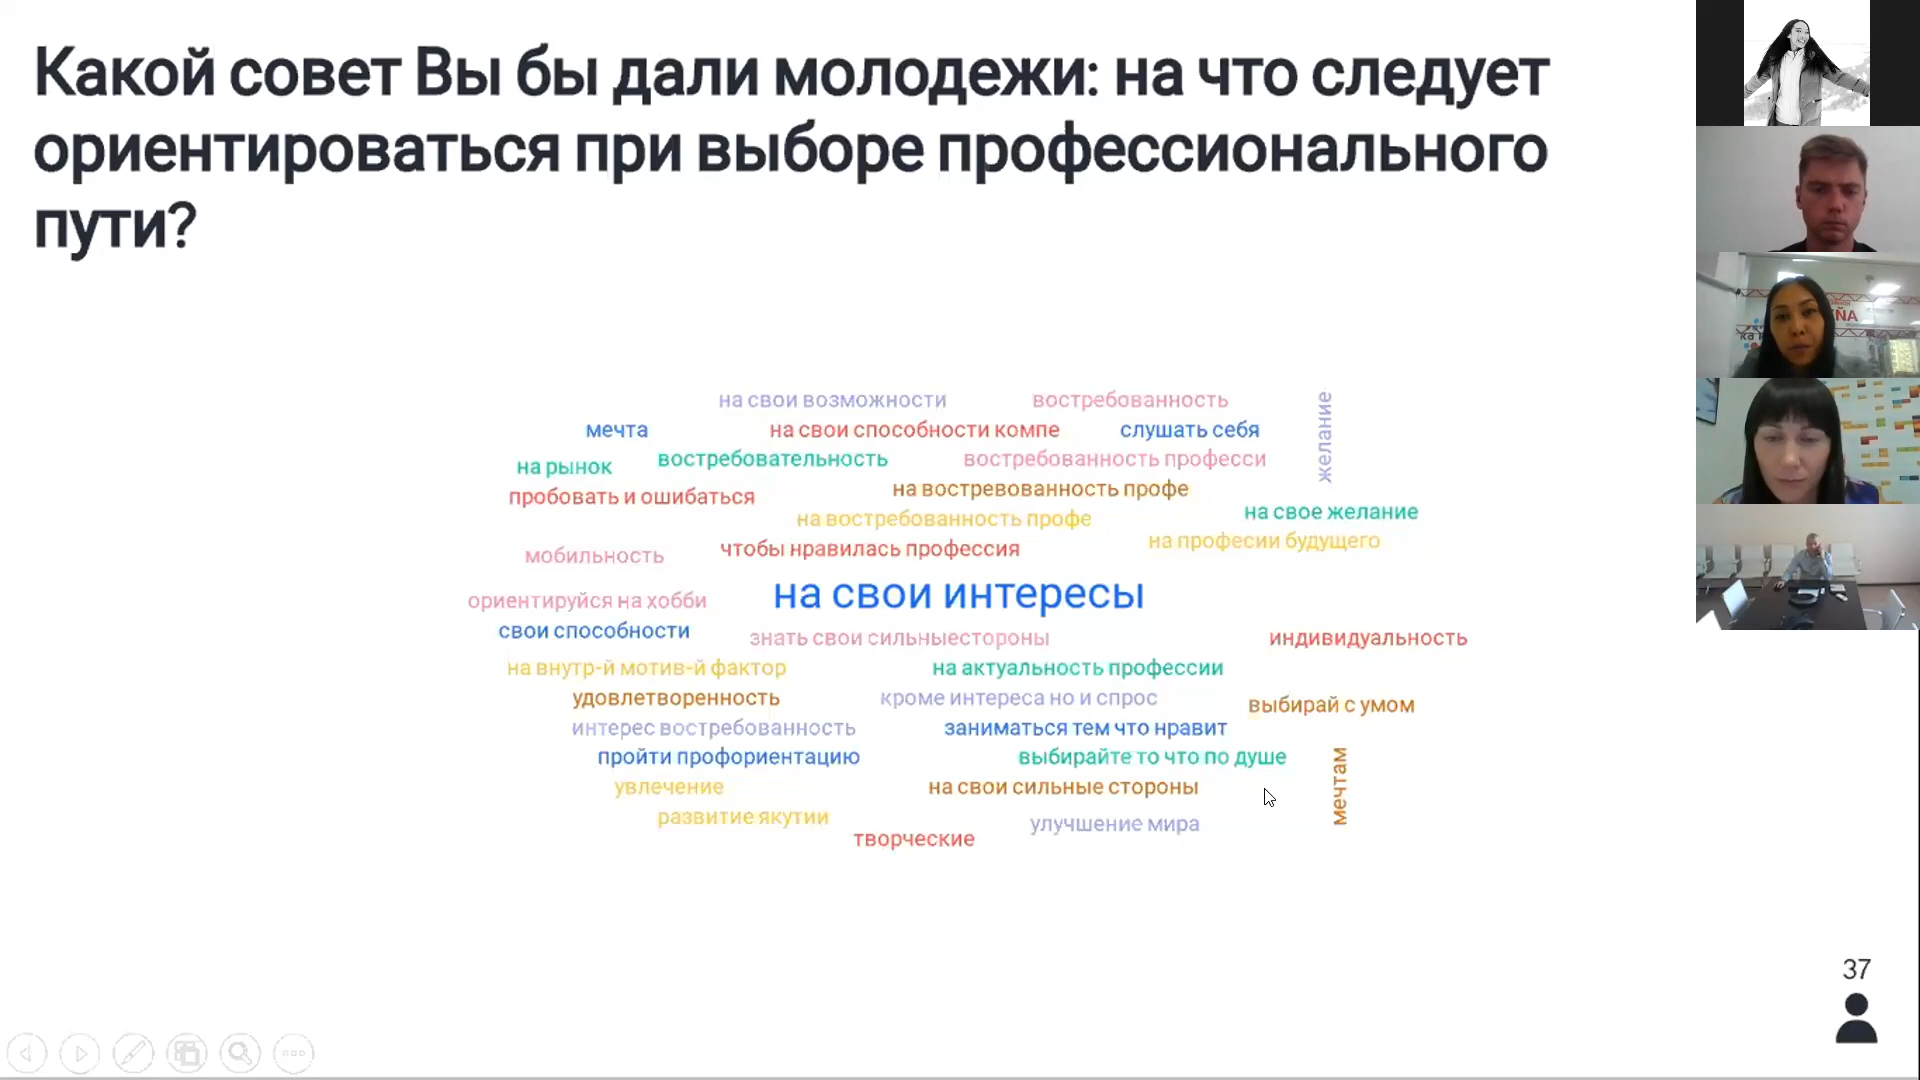 Какой совет Вы бы дали молодежи: на что следует
ориентироваться при выборе профессионального
пути?
на свои возможности
востребованность
желание
мечта
на свои способности компе
слушать себя
на рынок
востребовательность
востребованность професси
пробовать и ошибаться
на востревованность профе
на свое желание
на востребованность профе
на професии будущего
мобильность
чтобы нравилась профессия
на свои интересы
ориентируйся на хобби
свои способности
знать свои сильныестороны
индивидуальность
на внутр-й мотив-й фактор
на актуальность профессии
удовлетворенность
кроме интереса но и спрос
выбирай с умом
интерес востребованность
заниматься тем что нравит
пройти профориентацию
выбирайте то что по душе
мечтам
увлечение
на свои сильные стороны
развитие якутии
улучшение мира
творческие
37